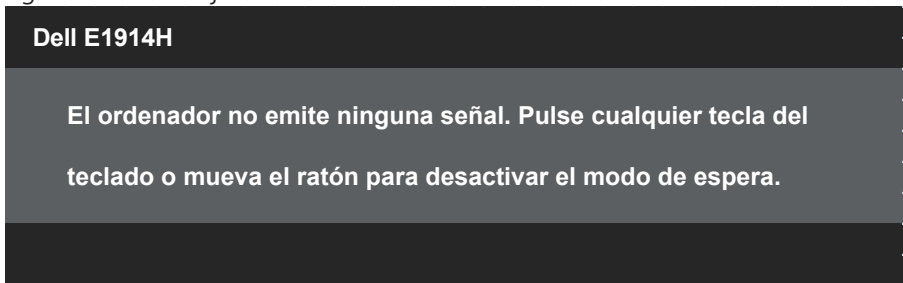 Dell E1914H
El ordenador no emite ninguna señal. Pulse cualquier tecla del
teclado o mueva el ratón para desactivar el modo de espera.